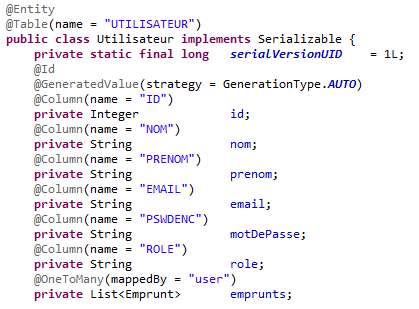 @Entity
@Table(name = "UTILISATEUR")
public class Utilisateur implements Serializable {
    private static final long   serialVersionUID    = 1L;
    @Id
    @GeneratedValue(strategy = GenerationType.AUTO)
    @Column(name = "ID")
    private Integer             id;
    @Column(name = "NOM")
    private String              nom;
    @Column(name = "PRENOM")
    private String              prenom;
    @Column(name = "EMAIL")
    private String              email;
    @Column(name = "PSWDENC")
    private String              motDePasse;
    @Column(name = "ROLE")
    private String              role;
    @OneToMany(mappedBy = "user")
    private List<Emprunt>       emprunts;